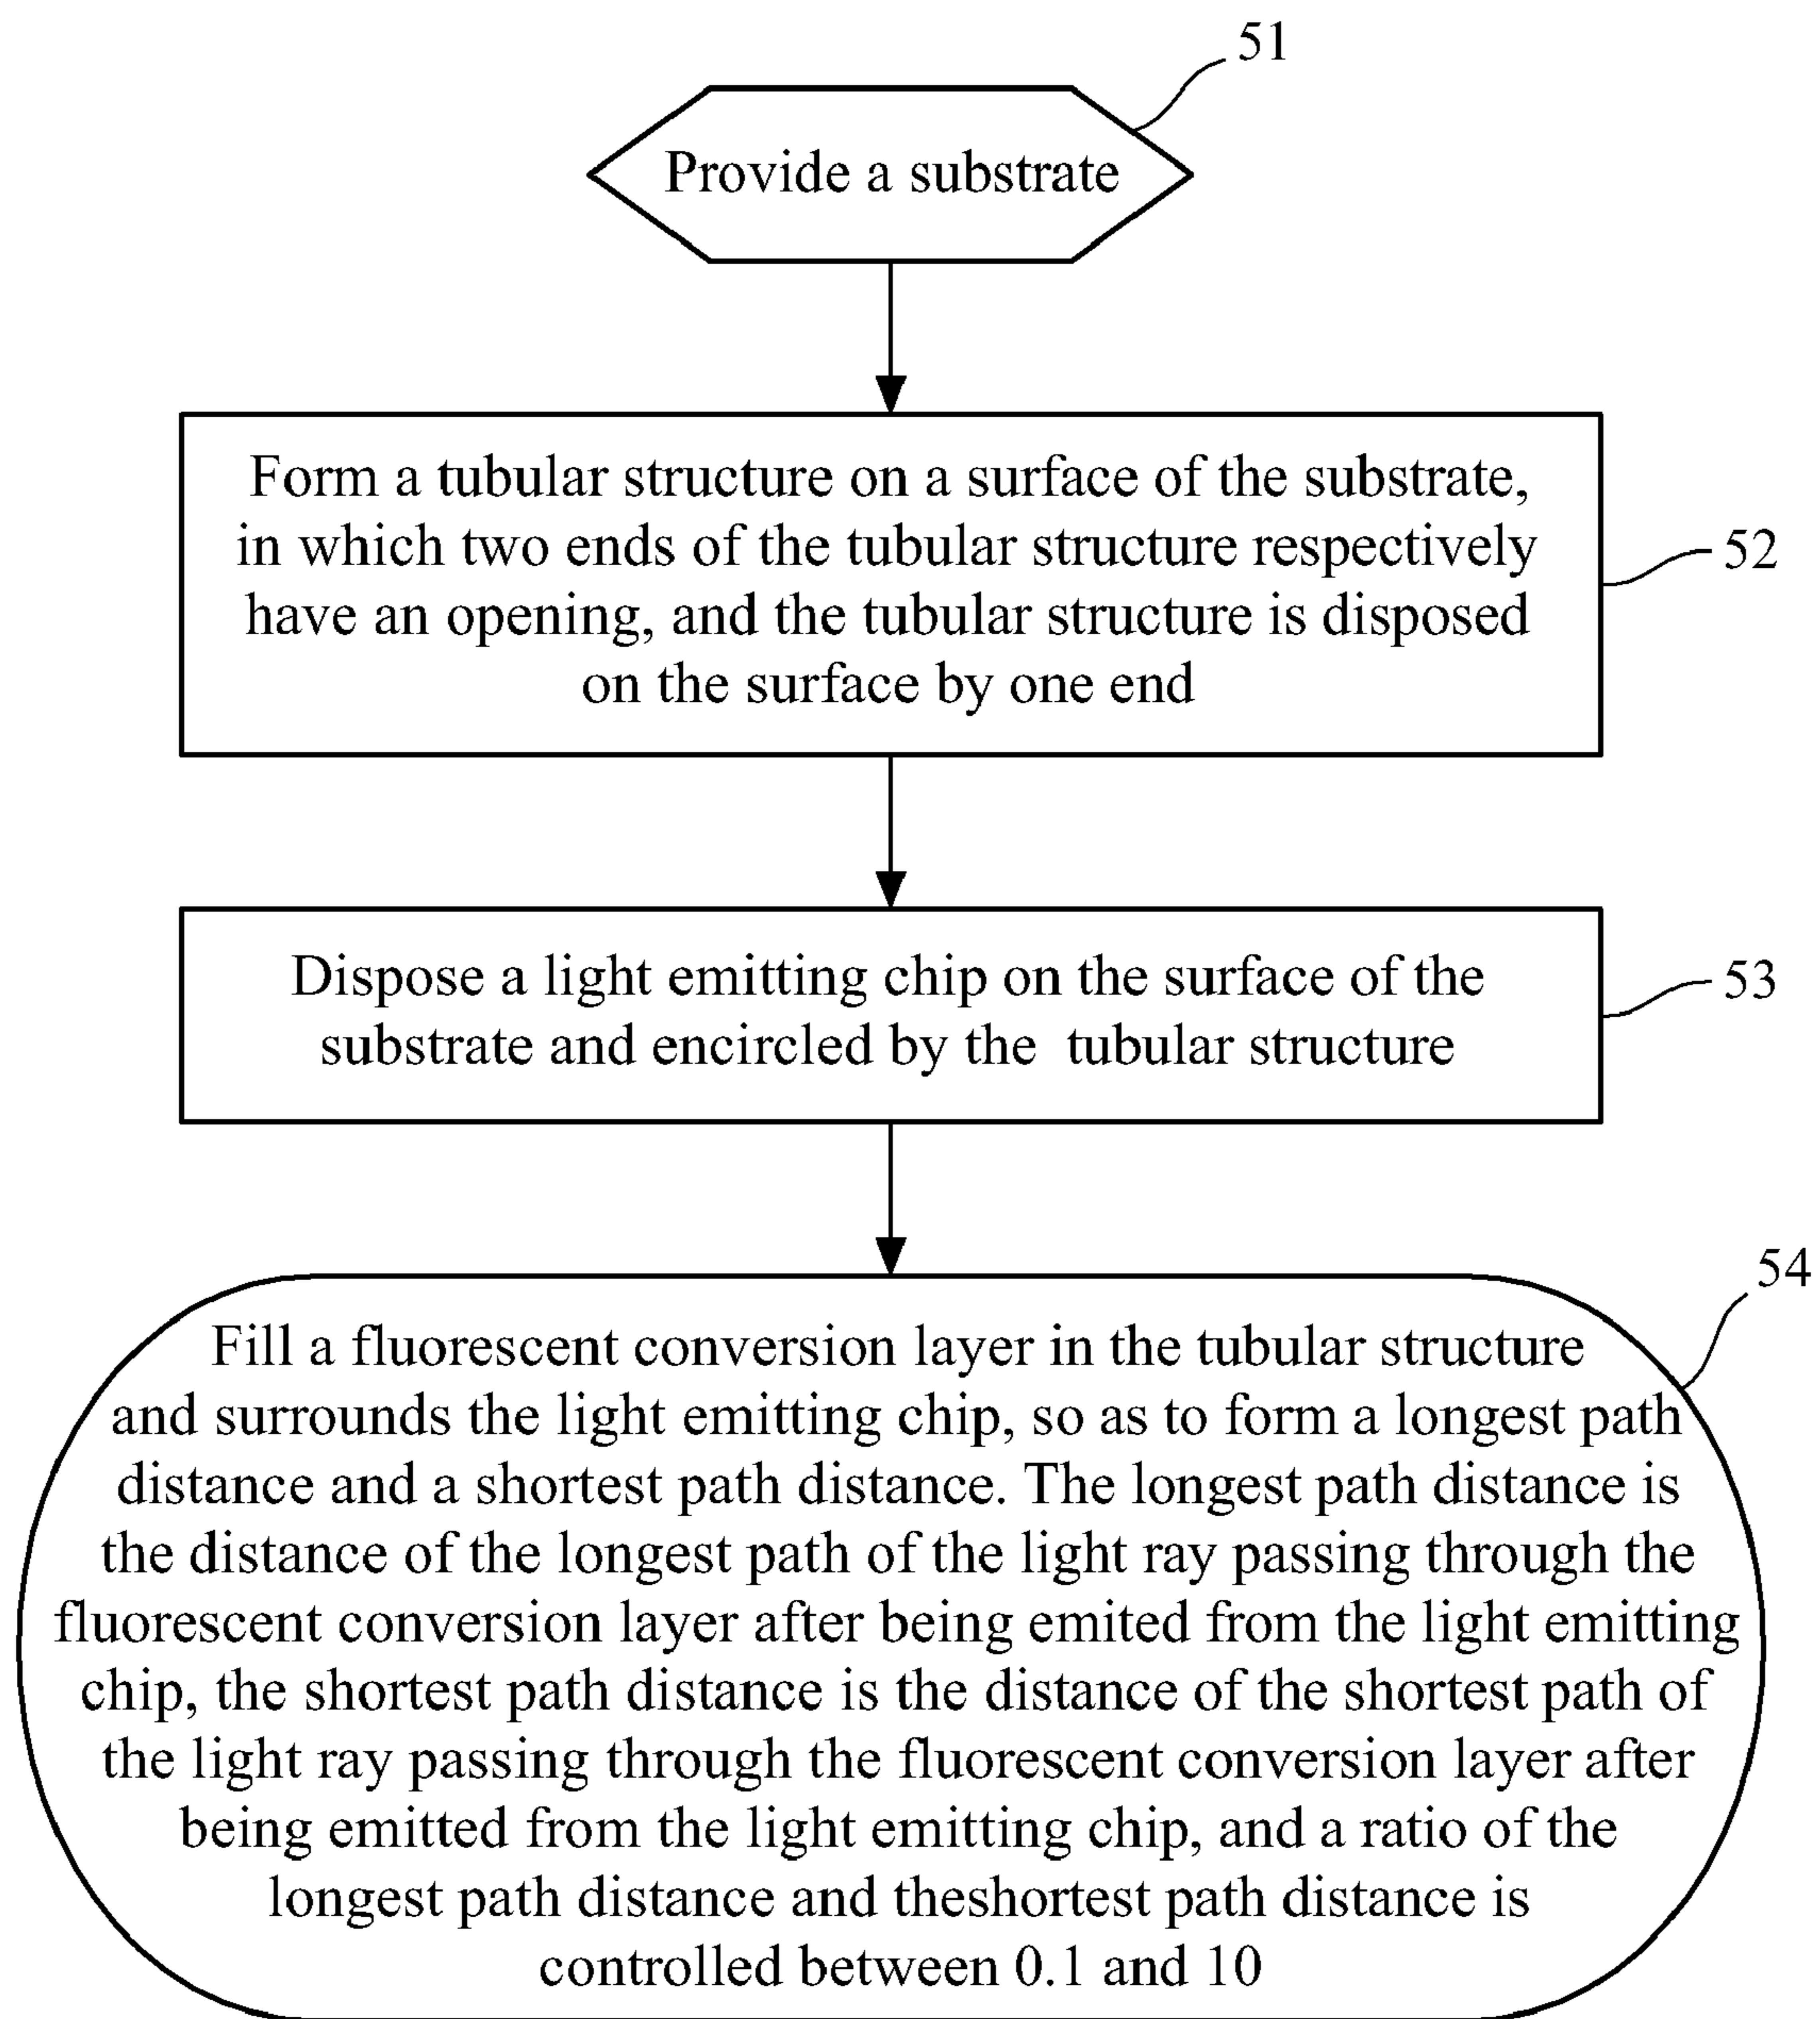 51
Provide a substrate
Form a tubular structure on a surface of the substrate,
in which two ends of the tubular structure respectively
have an opening, and the tubular structure is disposed
on the surface by one end
52
Dispose a light emitting chip on the surface of the
substrate and encircled by the tubular structure
53
54
Fill a fluorescent conversion layer in the tubular structure
and surrounds the light emitting chip, so as to form a longest path
distance and a shortest path distance. The longest path distance is
the distance of the longest path of the light ray passing through the
fluorescent conversion layer after being emited from the light emitting
chip, the shortest path distance is the distance of the shortest path of
the light ray passing through the fluorescent conversion layer after
being emitted from the light emitting chip, and a ratio of the
longest path distance and theshortest path distance is
controlled between 0.1 and 10